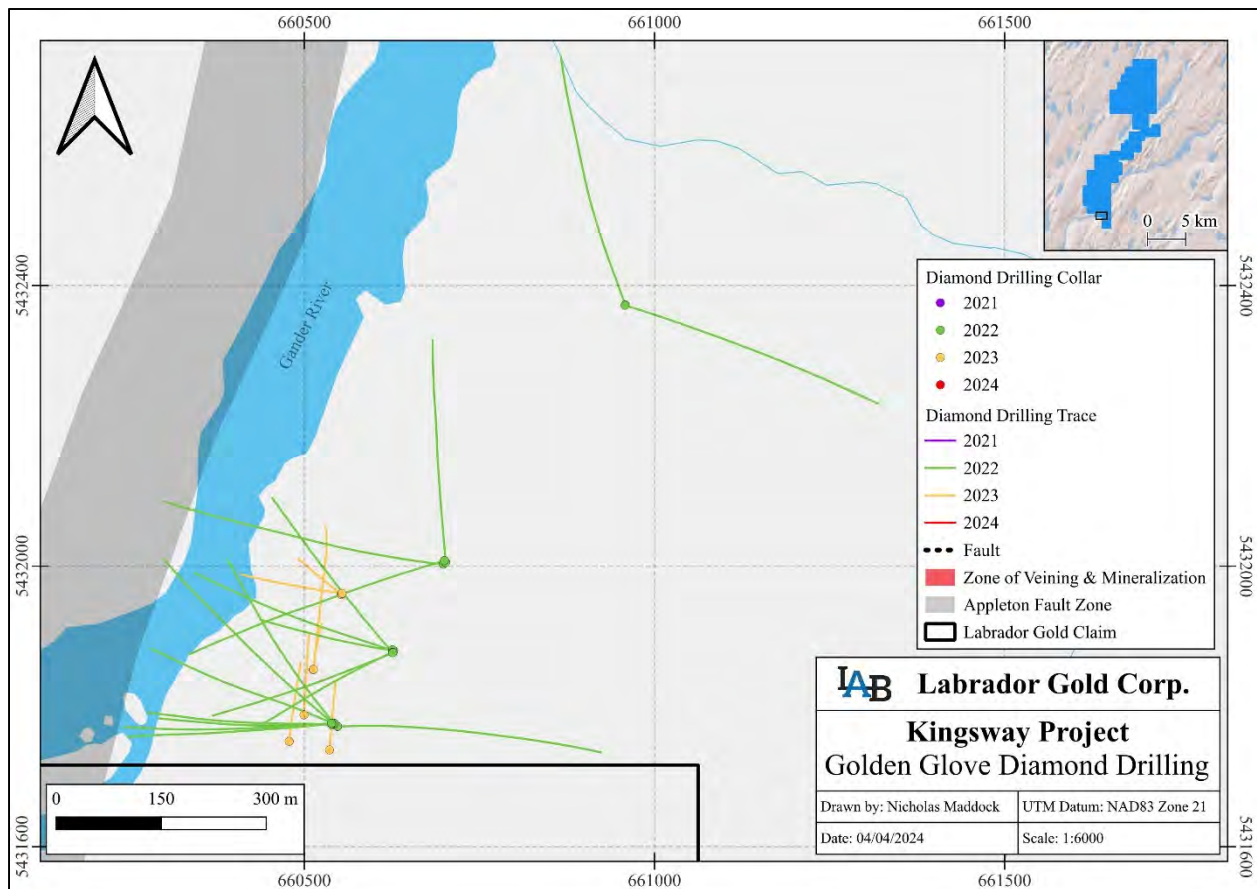 660500
661000
661500
5432400
5432400
0 5 km
Gander River
Diamond Drilling Collar
2021
2022
2023
2024
Diamond Drilling Trace
2021
2022
2023
2024
Fault
Zone of Veining & Mineralization
Appleton Fault Zone
Labrador Gold Claim
5432000
5432000
LAB Labrador Gold Corp.
Kingsway Project
Golden Glove Diamond Drilling
Drawn by: Nicholas Maddock
UTM Datum: NAD83 Zone 21
Date: 04/04/2024
Scale: 1:6000
0 150 300 m
5431600
5431600
660500
661000
661500